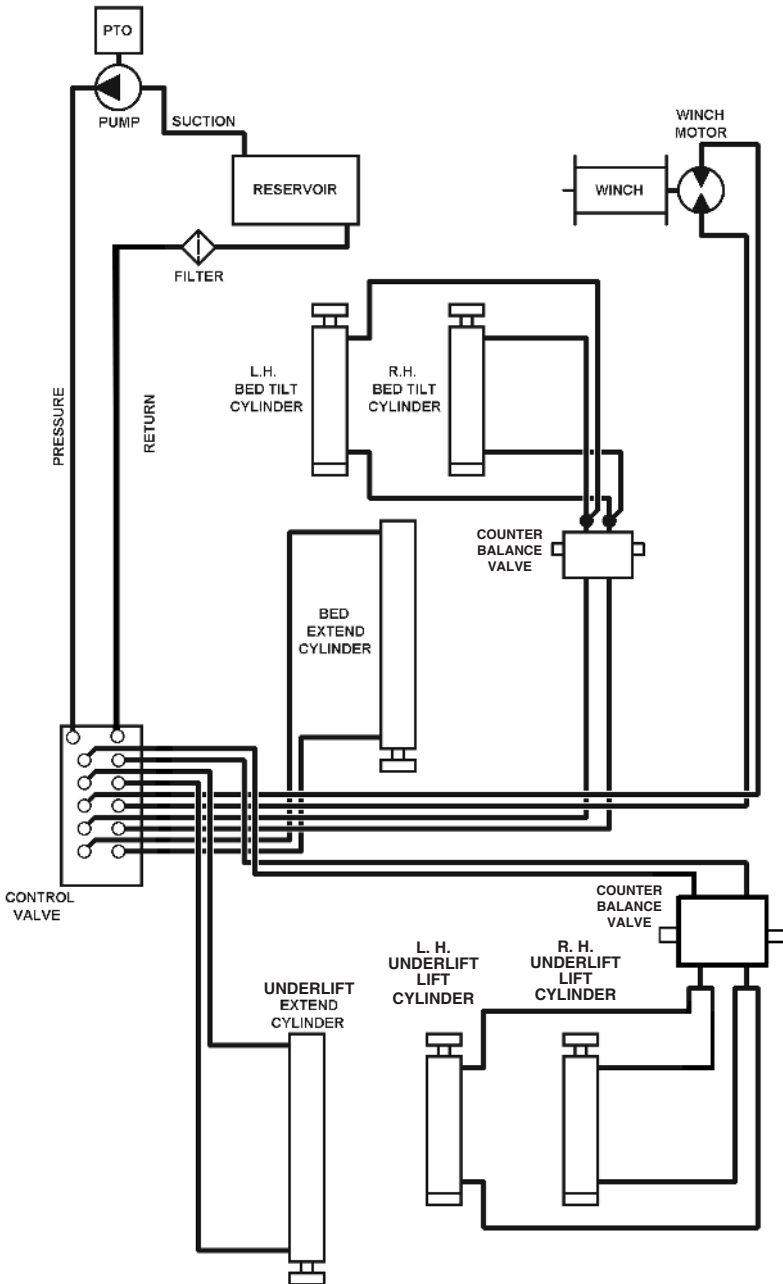 PTO
PUMP
SUCTION
RESERVOIR
FILTER
PRESSURE
RETURN
WINCH
MOTOR
WINCH
L.H.
BED TILT
CYLINDER
R.H.
BED TILT
CYLINDER
COUNTER
BALANCE
VALVE
BED
EXTEND
CYLINDER
CONTROL
VALVE
COUNTER
BALANCE
VALVE
UNDERLIFT
EXTEND
CYLINDER
L. H.
UNDERLIFT
LIFT
CYLINDER
R. H.
UNDERLIFT
LIFT
CYLINDER